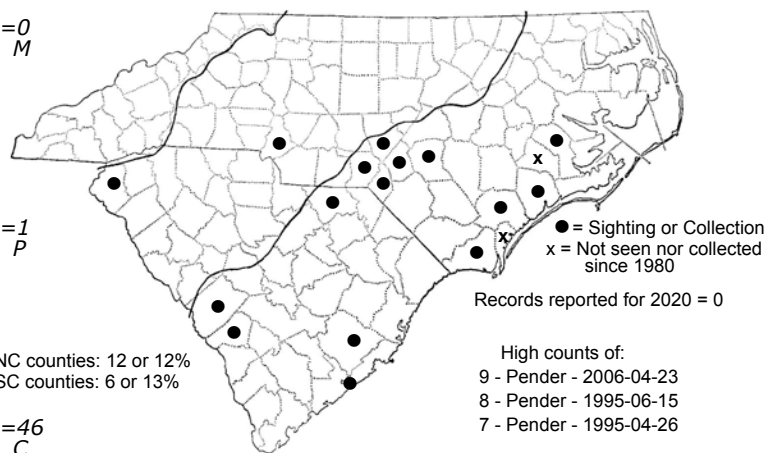 =0
M
=1
P
● = Sighting or Collection
x = Not seen nor collected
since 1980
Records reported for 2020 = 0
NC counties: 12 or 12%
SC counties: 6 or 13%
High counts of:
9 - Pender - 2006-04-23
8 - 1995-06-15
7 - Pender - 1995-04-26
=46
C
x
x